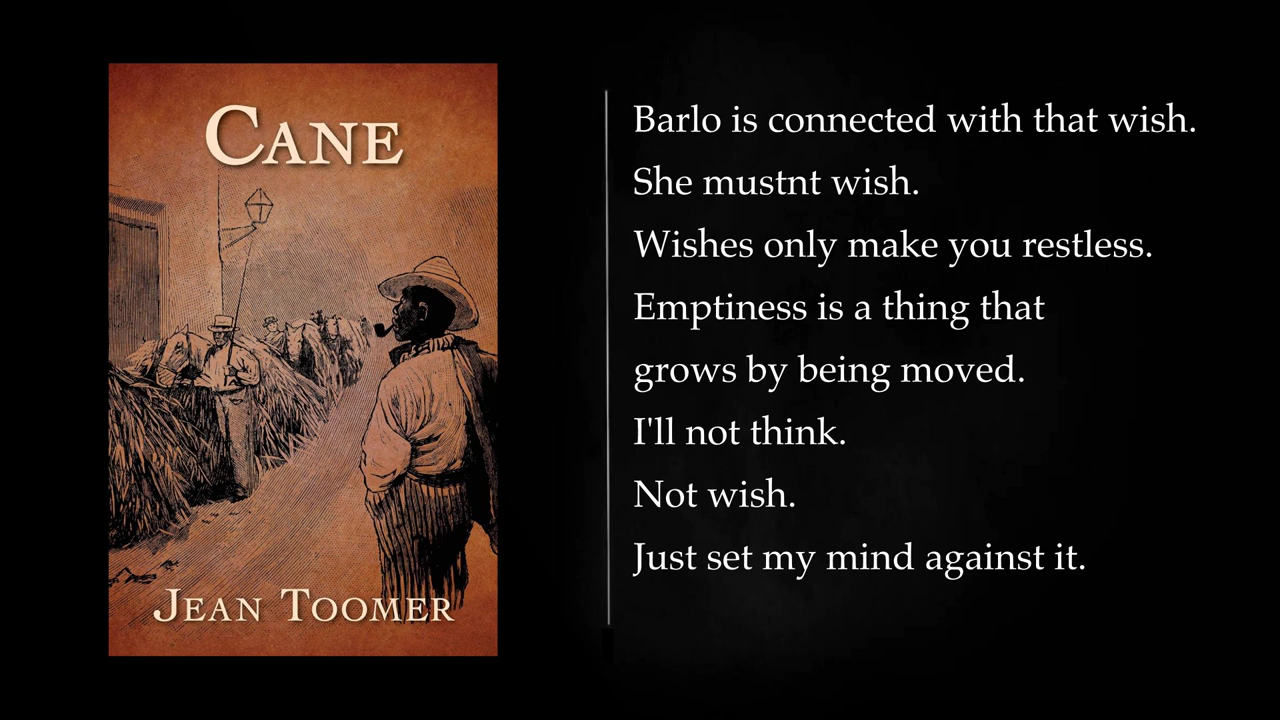 CANE
JEAN TOOMER
Barlo is connected with that wish.
She mustnt wish.
Wishes only make you restless.
Emptiness is a thing that
grows by being moved.
I'll not think.
Not wish.
Just set my mind against it.